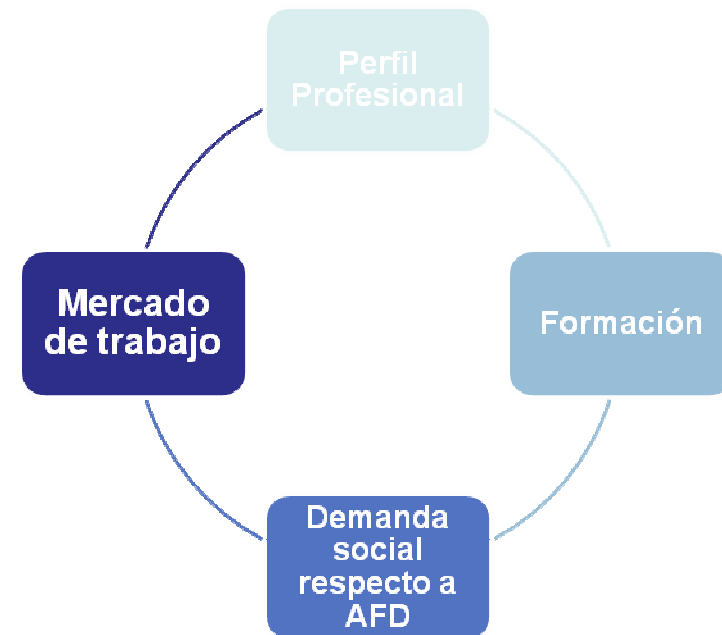 Perfil
Profesional
Mercado
de trabajo
Formación
Demanda
social
respecto a
AFD